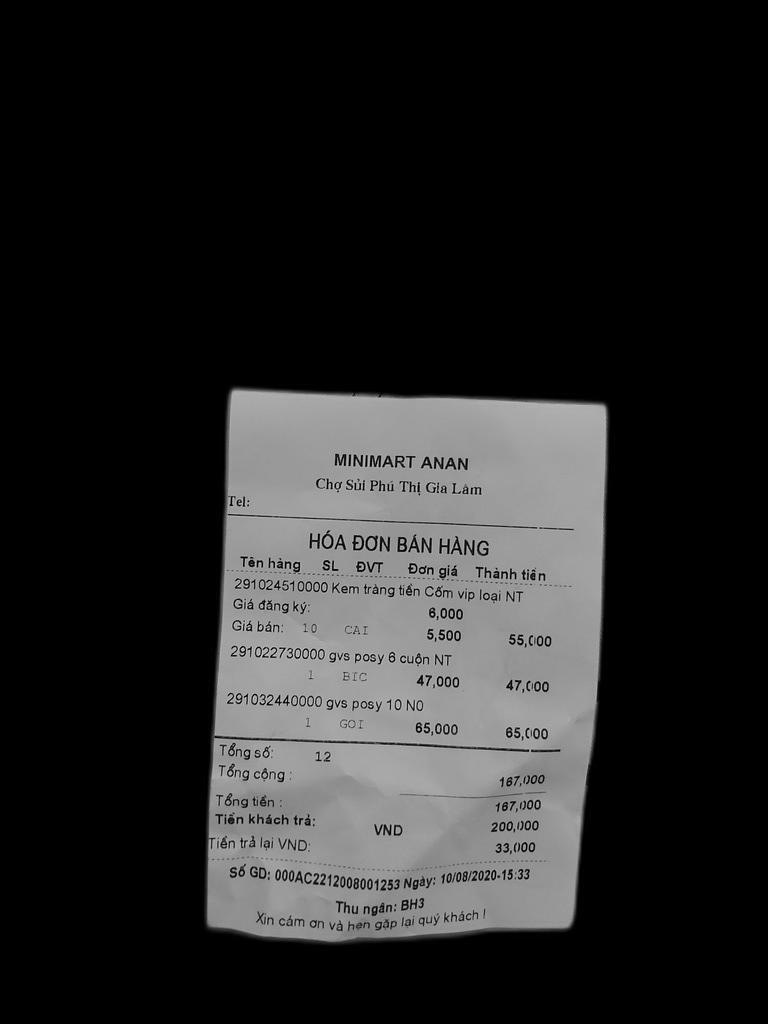 MINIMART ANAN
Chợ Sủi Phú Thị Gia Lâm
Tel:
HÓA ĐƠN BÁN HÀNG
Tên hàng SL ĐVT Đơn giá Thành tiền
291024510000 Kem tràng tiền Cốm vip loại NT
Giá đăng ký: 6,000
Giá bán: 10 CAI 5,500 55,000
291022730000 gvs posy 6 cuộn NT
1 BIC 47,000 47,000
291032440000 gvs posy 10 N0
1 GOI 65,000 65,000
Tổng số: 12
Tổng cộng : 167,000
Tổng tiền : 167,000
Tiền khách trả: VND 200,000
Tiền trả lại VND: 33,000
Số GD: 000AC2212008001253 Ngày: 10/08/2020-15:33
Thu ngân: BH3
Xin cám ơn và hẹn gặp lại quý khách !